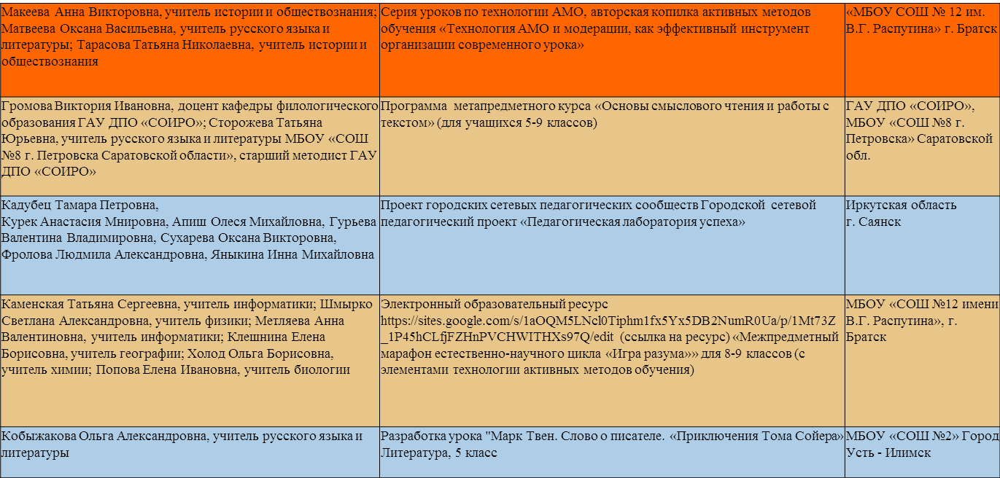 Макеева Анна Викторовна, учитель истории и обществознания;
Матвеева Оксана Васильевна, учитель русского языка и
литературы; Тарасова Татьяна Николаевна, учитель истории и
обществознания
Серия уроков по технологии АМО, авторская копилка активных методов
обучения «Технология АМО и модерации, как эффективный инструмент
организации современного урока»
«МБОУ СОШ № 12 им.
В.Г. Распутина» г. Братск
Громова Виктория Ивановна, доцент кафедры филологического
образования ГАУ ДПО «СОИРО»; Сторожева Татьяна
Юрьевна, учитель русского языка и литературы МБОУ «СОШ
№8 г. Петровска Саратовской области», старший методист ГАУ
ДПО «СОИРО»
Программа метапредметного курса «Основы смыслового чтения и работы с
текстом» (для учащихся 5-9 классов)
ГАУ ДПО «СОИРО»,
МБОУ «СОШ №8 г.
Петровска» Саратовской
обл.
Кадубец Тамара Петровна,
Курек Анастасия Мнировна, Апиш Олеся Михайловна, Гурьева
Валентина Владимировна, Сухарева Оксана Викторовна,
Фролова Людмила Александровна, Яныкина Инна Михайловна
Проект городских сетевых педагогических сообществ Городской сетевой
педагогический проект «Педагогическая лаборатория успеха»
Иркутская область
г. Саянск
Каменская Татьяна Сергеевна, учитель информатики; Шмырко
Светлана Александровна, учитель физики; Метляева Анна
Валентиновна, учитель информатики; Клешнина Елена
Борисовна, учитель географии; Холод Ольга Борисовна,
учитель химии; Попова Елена Ивановна, учитель биологии
Электронный образовательный ресурс
https://sites.google.com/s/1aOQM5LNcl0Tiphm1fx5Yx5DB2NumR0Ua/p/1Mt73Z
_1P45hCLfjFZHnPVCHWITHXs97Q/edit (ссылка на ресурс) «Межпредметный
марафон естественно-научного цикла «Игра разума»» для 8-9 классов (с
элементами технологии активных методов обучения)
МБОУ «СОШ №12 имени
В.Г. Распутина», г.
Братск
Кобыжакова Ольга Александровна, учитель русского языка и
литературы
Разработка урока "Марк Твен. Слово о писателе. «Приключения Тома Сойера»
Литература, 5 класс
МБОУ «СОШ №2» Город
Усть - Илимск